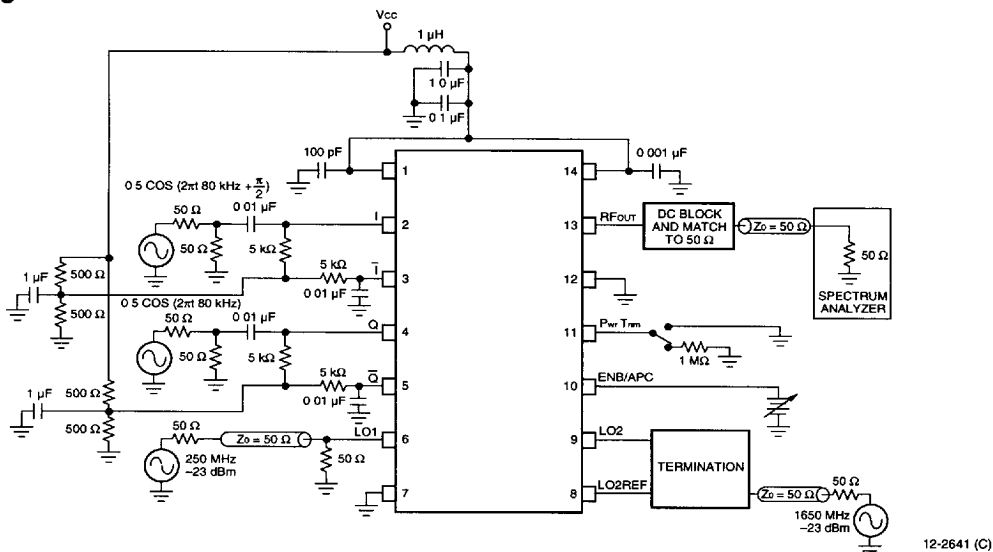 Vcc
1 µH
1 0 µF
0 1 µF
100 pF
0 001 µF
1
14
0 5 COS (2πt 80 kHz + π/2)
50 Ω
0 01 µF
I
2
13
RFOUT
DC BLOCK
AND MATCH
TO 50 Ω
Zo = 50 Ω
50 Ω
SPECTRUM
ANALYZER
50 Ω
5 kΩ
5 kΩ
Ī
3
12
0 01 µF
1 µF
500 Ω
500 Ω
0 5 COS (2πt 80 kHz)
50 Ω
0 01 µF
Q
4
11
Pwr Trim
1 MΩ
50 Ω
5 kΩ
5 kΩ
Q̄
5
10
ENB/APC
0 01 µF
1 µF
500 Ω
500 Ω
50 Ω
Zo = 50 Ω
LO1
6
9
LO2
250 MHz
–23 dBm
50 Ω
TERMINATION
7
8
LO2REF
Zo = 50 Ω
50 Ω
1650 MHz
–23 dBm
12-2641 (C)